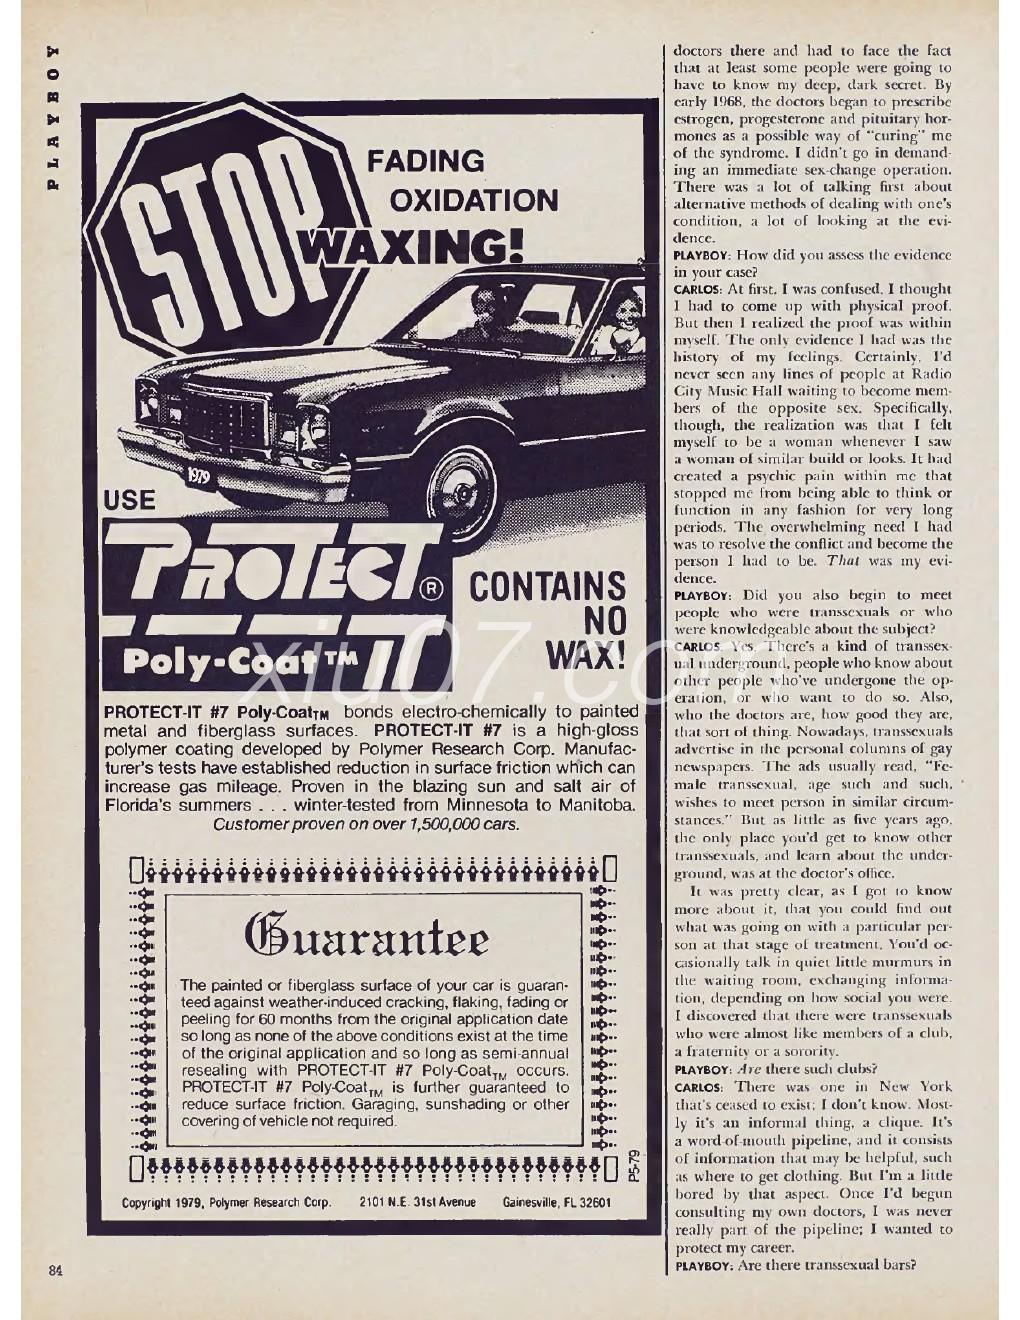 PLAYBOY
STOP
FADING
OXIDATION
WAXING!
1979
USE
PROTECT®
Poly-Coat™ II
CONTAINS
NO
WAX!
PROTECT-IT #7 Poly-Coat™ bonds electro-chemically to painted
metal and fiberglass surfaces. PROTECT-IT #7 is a high-gloss
polymer coating developed by Polymer Research Corp. Manufac-
turer's tests have established reduction in surface friction which can
increase gas mileage. Proven in the blazing sun and salt air of
Florida's summers . . . winter-tested from Minnesota to Manitoba.
Customer proven on over 1,500,000 cars.
Guarantee
The painted or fiberglass surface of your car is guaran-
teed against weather-induced cracking, flaking, fading or
peeling for 60 months from the original application date
so long as none of the above conditions exist at the time
of the original application and so long as semi-annual
resealing with PROTECT-IT #7 Poly-Coat™ occurs.
PROTECT-IT #7 Poly-Coat™ is further guaranteed to
reduce surface friction. Garaging, sunshading or other
covering of vehicle not required.
P5-79
Copyright 1979, Polymer Research Corp. 2101 N.E. 31st Avenue Gainesville, FL 32601
84
doctors there and had to face the fact
that at least some people were going to
have to know my deep, dark secret. By
early 1968, the doctors began to prescribe
estrogen, progesterone and pituitary hor-
mones as a possible way of "curing" me
of the syndrome. I didn't go in demand-
ing an immediate sex-change operation.
There was a lot of talking first about
alternative methods of dealing with one's
condition, a lot of looking at the evi-
dence.
PLAYBOY: How did you assess the evidence
in your case?
CARLOS: At first, I was confused. I thought
I had to come up with physical proof.
But then I realized the proof was within
myself. The only evidence I had was the
history of my feelings. Certainly, I'd
never seen any lines of people at Radio
City Music Hall waiting to become mem-
bers of the opposite sex. Specifically,
though, the realization was that I felt
myself to be a woman whenever I saw
a woman of similar build or looks. It had
created a psychic pain within me that
stopped me from being able to think or
function in any fashion for very long
periods. The overwhelming need I had
was to resolve the conflict and become the
person I had to be. That was my evi-
dence.
PLAYBOY: Did you also begin to meet
people who were transsexuals or who
were knowledgeable about the subject?
CARLOS: Yes. There's a kind of transsex-
ual underground, people who know about
other people who've undergone the op-
eration, or who want to do so. Also,
who the doctors are, how good they are,
that sort of thing. Nowadays, transsexuals
advertise in the personal columns of gay
newspapers. The ads usually read, "Fe-
male transsexual, age such and such,
wishes to meet person in similar circum-
stances." But as little as five years ago,
the only place you'd get to know other
transsexuals, and learn about the under-
ground, was at the doctor's office.
It was pretty clear, as I got to know
more about it, that you could find out
what was going on with a particular per-
son at that stage of treatment. You'd oc-
casionally talk in quiet little murmurs in
the waiting room, exchanging informa-
tion, depending on how social you were.
I discovered that there were transsexuals
who were almost like members of a club,
a fraternity or a sorority.
PLAYBOY: Are there such clubs?
CARLOS: There was one in New York
that's ceased to exist; I don't know. Most-
ly it's an informal thing, a clique. It's
a word-of-mouth pipeline, and it consists
of information that may be helpful, such
as where to get clothing. But I'm a little
bored by that aspect. Once I'd begun
consulting my own doctors, I was never
really part of the pipeline; I wanted to
protect my career.
PLAYBOY: Are there transsexual bars?
xiu07.com